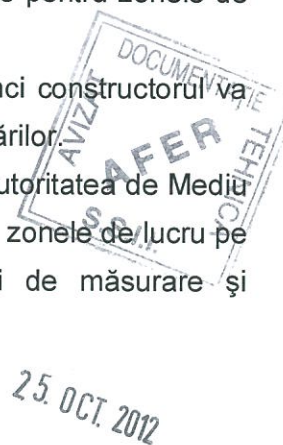 pentru zonele de
nci constructorul va
ărilor.
utoritatea de Mediu
zonele de lucru pe
i de măsurare şi
DOCUMENTAŢIE
TEHNICĂ
AVIZAT
AFER
S.S.I.F.
25. OCT. 2012